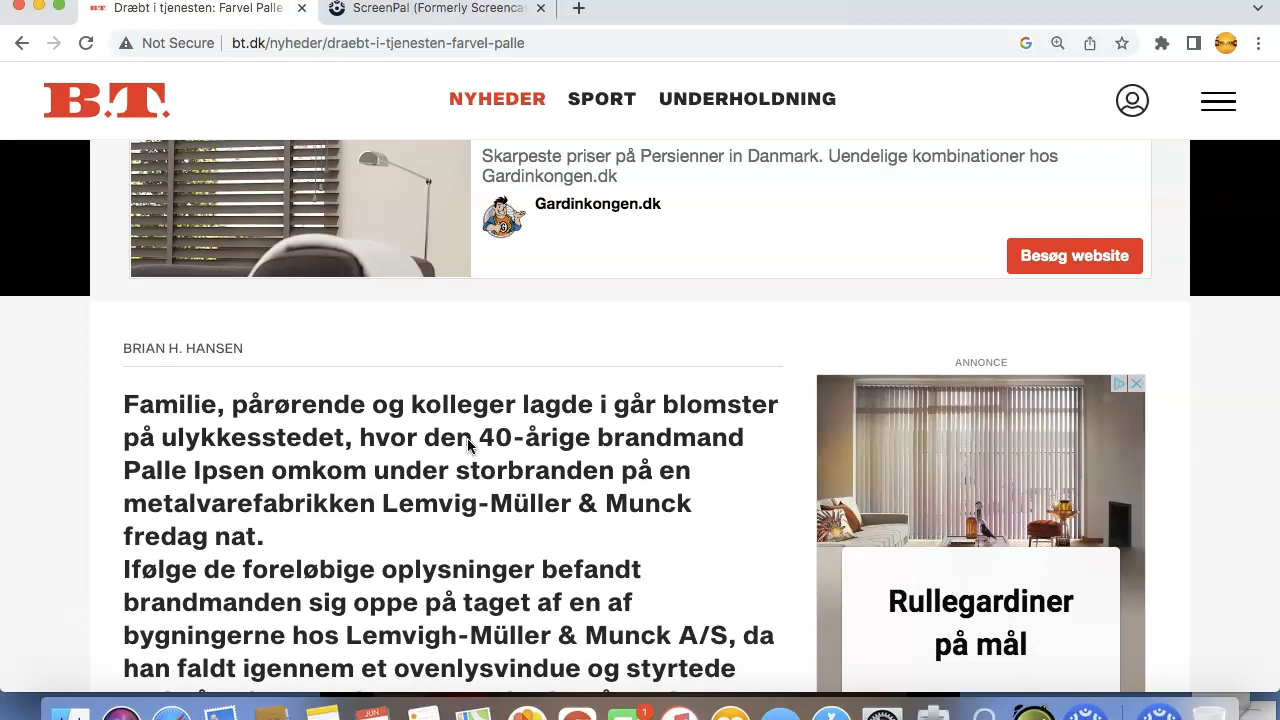 Dræbt i tjenesten: Farvel Palle
ScreenPal (Formerly Screencas
Not Secure
bt.dk/nyheder/draebt-i-tjenesten-farvel-palle
B.T.
NYHEDER SPORT UNDERHOLDNING
Skarpeste priser på Persienner in Danmark. Uendelige kombinationer hos
Gardinkongen.dk
Gardinkongen.dk
Besøg website
BRIAN H. HANSEN
Familie, pårørende og kolleger lagde i går blomster
på ulykkesstedet, hvor den 40-årige brandmand
Palle Ipsen omkom under storbranden på en
metalvarefabrikken Lemvig-Müller & Munck
fredag nat.
Ifølge de foreløbige oplysninger befandt
brandmanden sig oppe på taget af en af
bygningerne hos Lemvigh-Müller & Munck A/S, da
han faldt igennem et ovenlysvindue og styrtede
ANNONCE
Rullegardiner
på mål
JUN
1